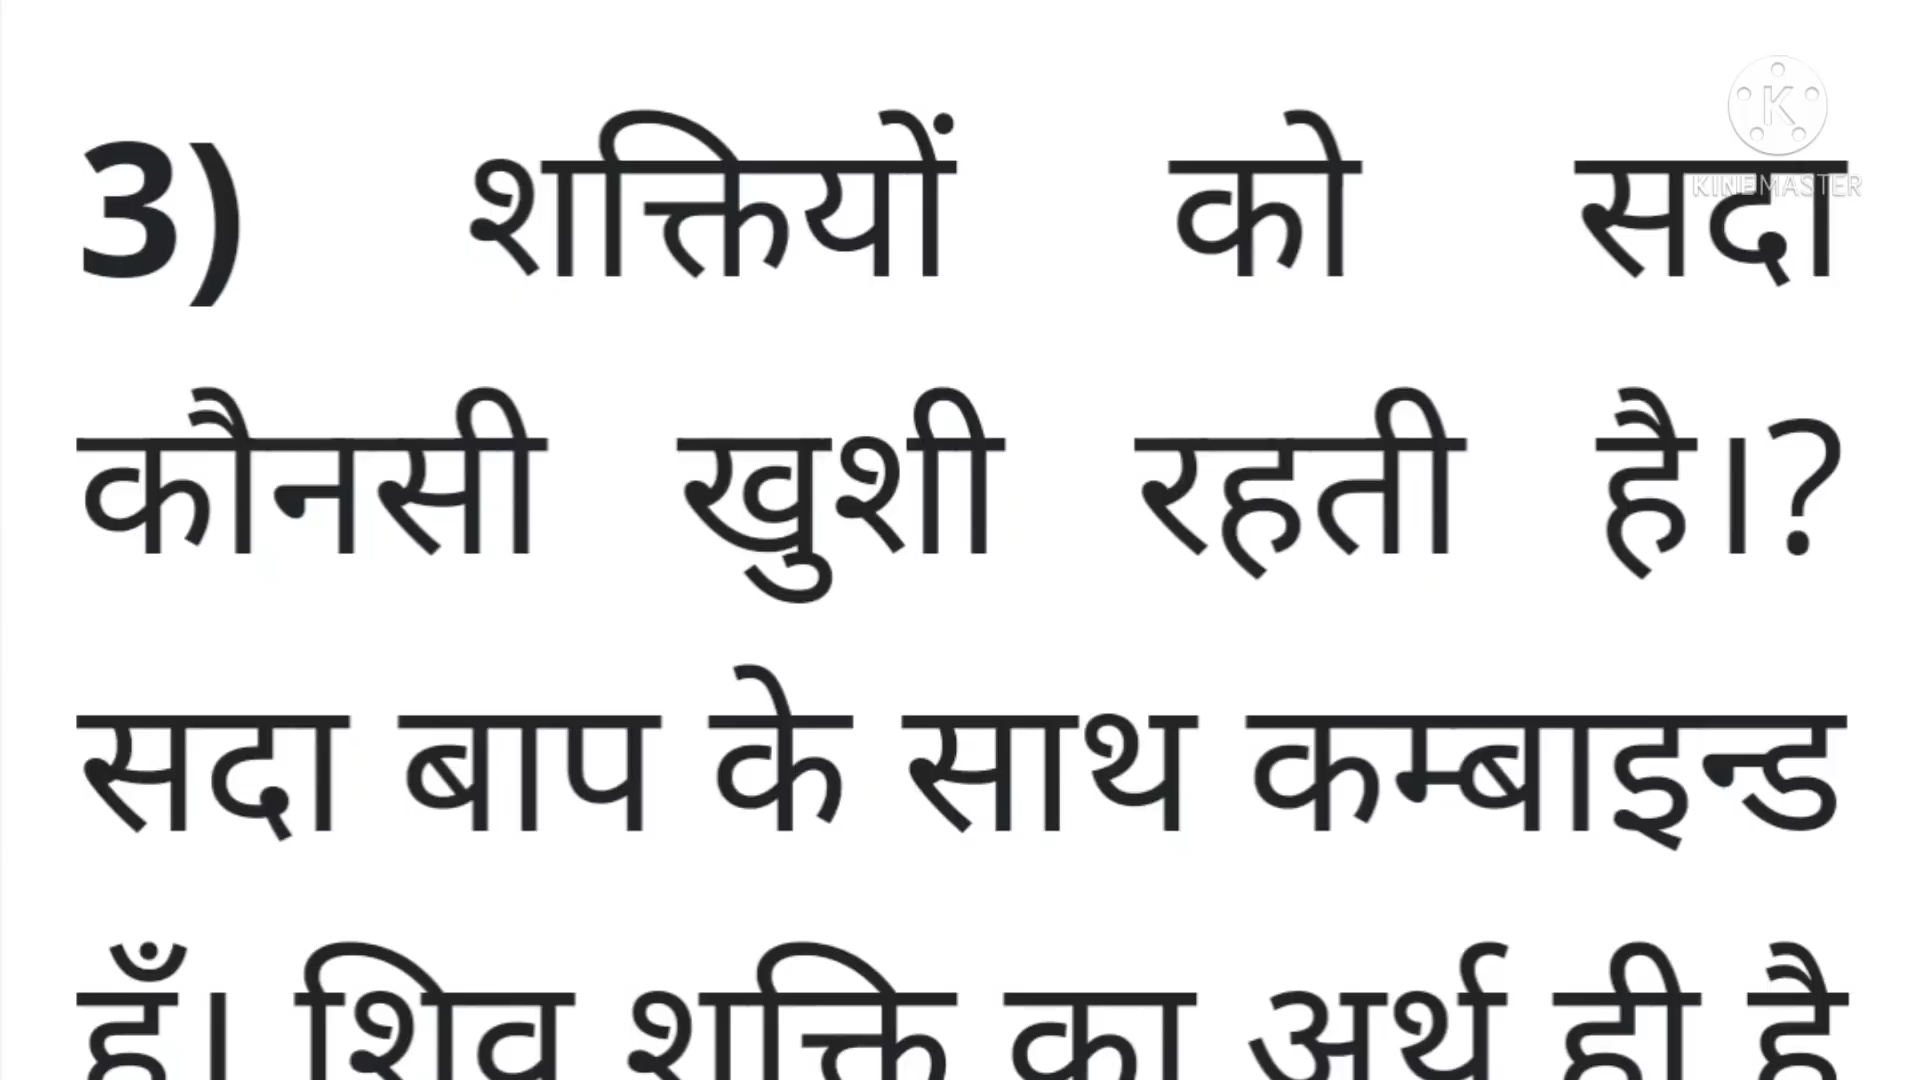 3) शक्तियों को सदा
कौनसी खुशी रहती है।?
सदा बाप के साथ कम्बाइन्ड
हूँ। शिव शक्ति का अर्थ ही है
KINEMASTER